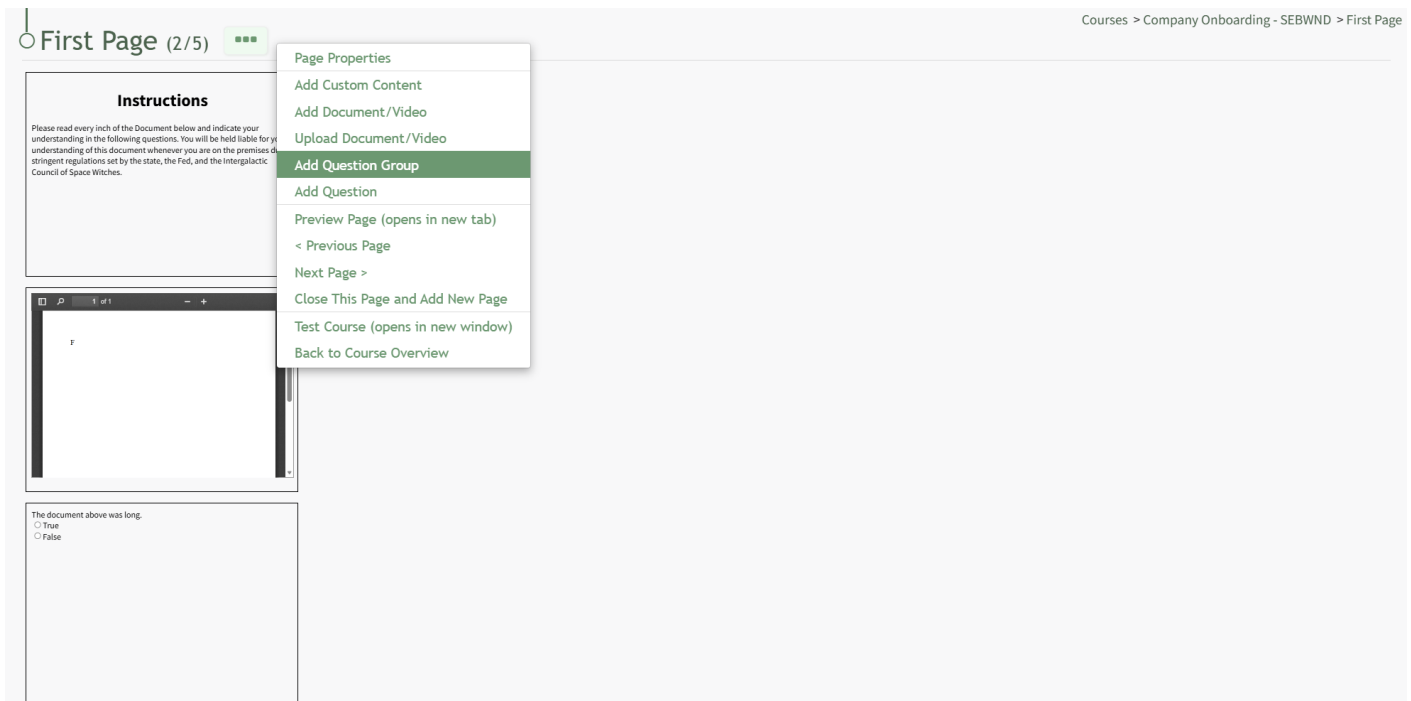 Courses > Company Onboarding - SEBWND > First Page
First Page (2/5)
Page Properties
Add Custom Content
Add Document/Video
Upload Document/Video
Add Question Group
Add Question
Preview Page (opens in new tab)
< Previous Page
Next Page >
Close This Page and Add New Page
Test Course (opens in new window)
Back to Course Overview
Instructions
Please read every inch of the Document below and indicate your
understanding in the following questions. You will be held liable for
understanding of this document whenever you are on the premises
stringent regulations set by the state, the Fed, and the Intergalactic
Council of Space Witches.
1 of 1
F
The document above was long.
True
False